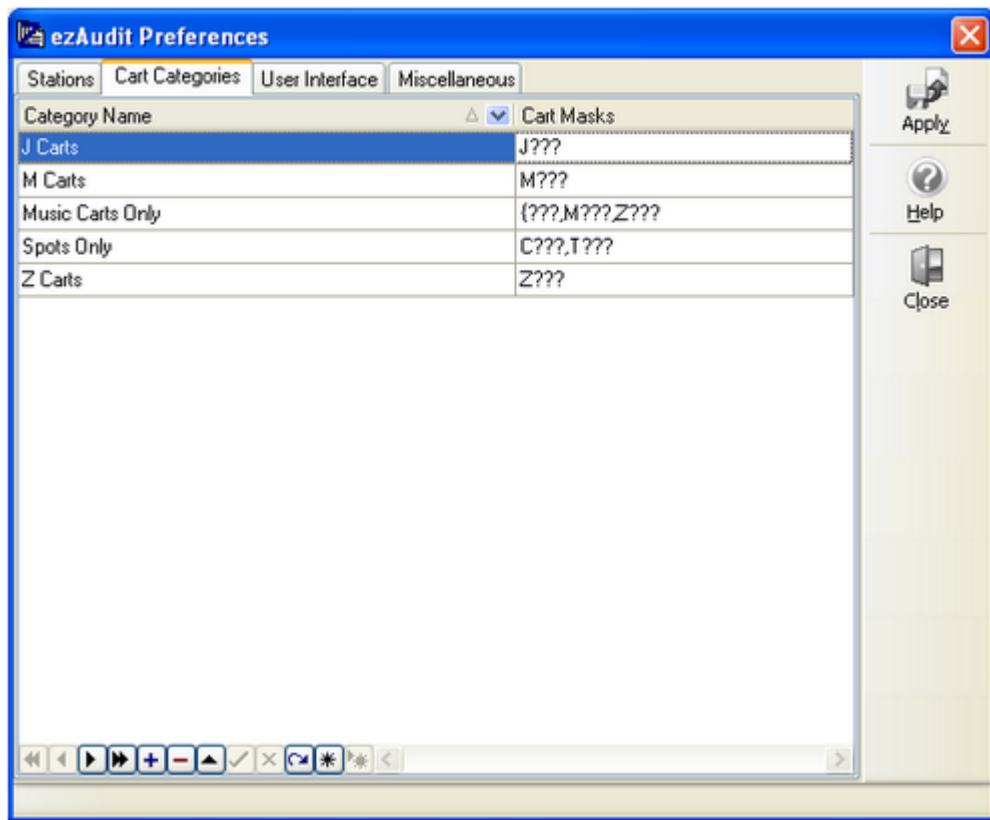 ezAudit Preferences
Stations Cart Categories User Interface Miscellaneous
Category Name Cart Masks
J Carts J???
M Carts M???
Music Carts Only {???,M???,Z???
Spots Only C???,T???
Z Carts Z???
Apply
Help
Close